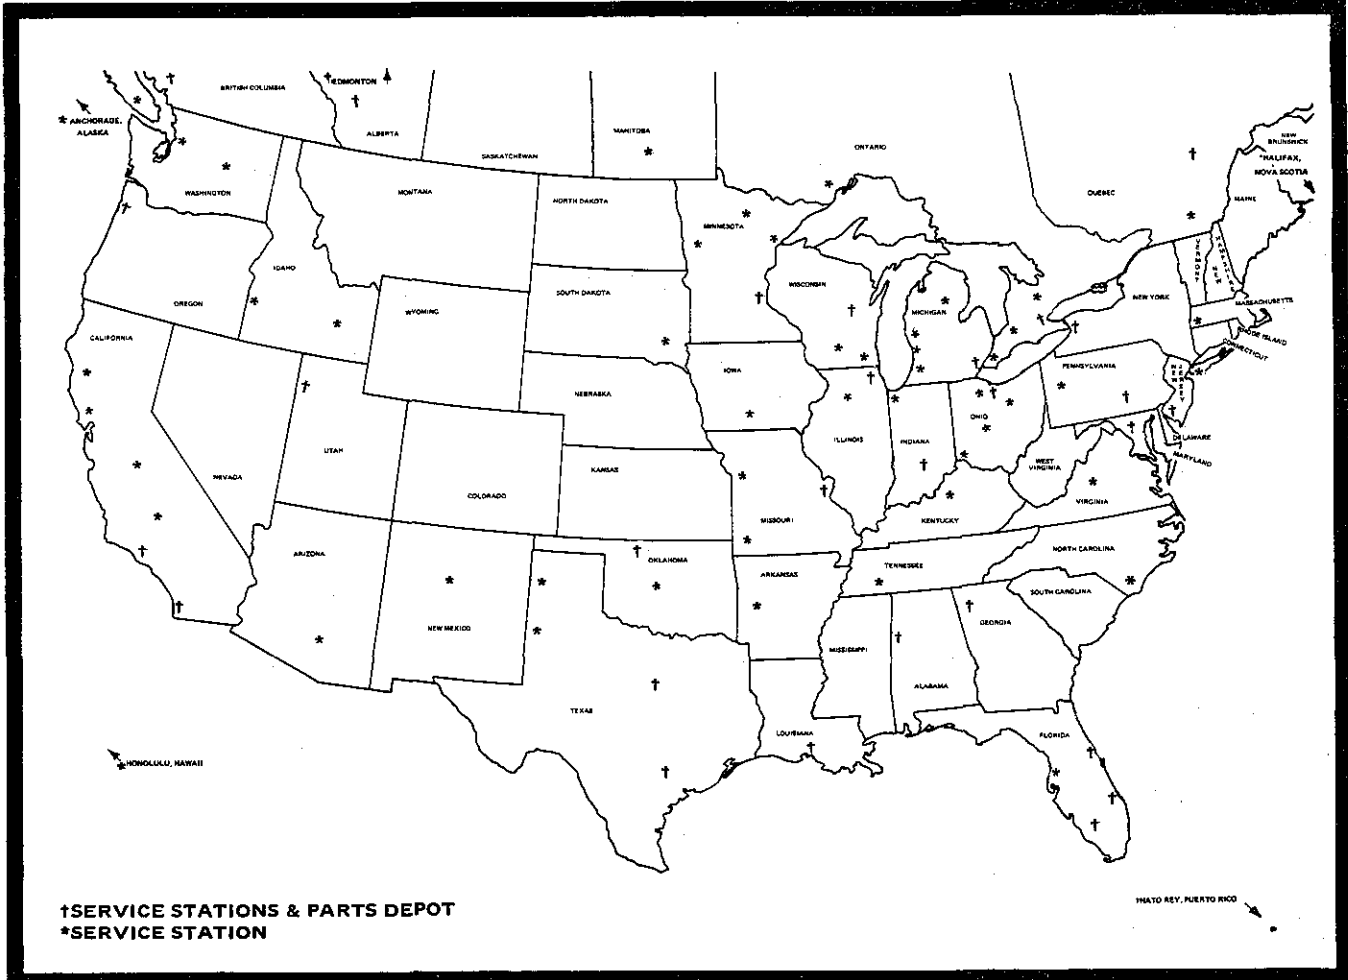 †EDMONTON
BRITISH COLUMBIA
* ANCHORAGE,
ALASKA
ALBERTA
MANITOBA
SASKATCHEWAN
ONTARIO
NEW
BRUNSWICK
*HALIFAX,
NOVA SCOTIA
QUEBEC
MAINE
WASHINGTON
MONTANA
NORTH DAKOTA
MINNESOTA
VERMONT
NEW HAMPSHIRE
IDAHO
OREGON
SOUTH DAKOTA
WISCONSIN
WYOMING
MICHIGAN
NEW YORK
MASSACHUSETTS
RHODE ISLAND
CONNECTICUT
CALIFORNIA
IOWA
PENNSYLVANIA
NEW JERSEY
NEBRASKA
OHIO
ILLINOIS
INDIANA
DELAWARE
MARYLAND
UTAH
NEVADA
COLORADO
KANSAS
WEST
VIRGINIA
VIRGINIA
MISSOURI
KENTUCKY
ARIZONA
OKLAHOMA
NORTH CAROLINA
ARKANSAS
TENNESSEE
SOUTH CAROLINA
NEW MEXICO
GEORGIA
MISSISSIPPI
ALABAMA
TEXAS
LOUISIANA
FLORIDA
*HONOLULU, HAWAII
†HATO REY, PUERTO RICO
†SERVICE STATIONS & PARTS DEPOT
*SERVICE STATION